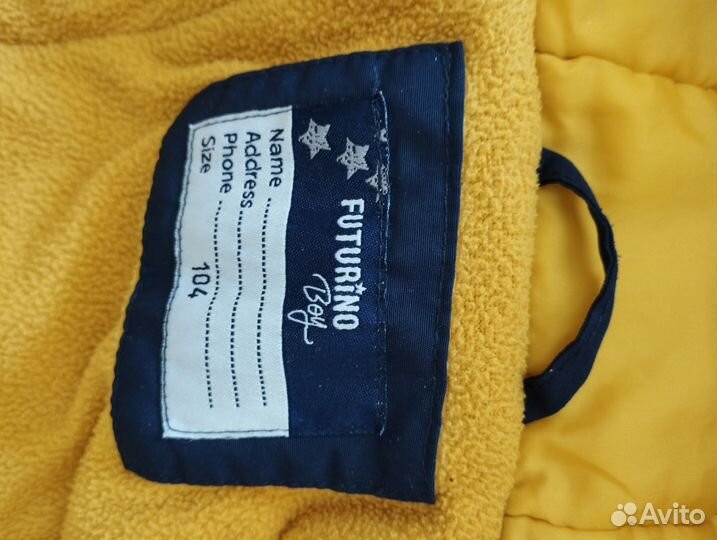 FUTURINO
Boy
Name
Address
Phone
Size 104
Avito